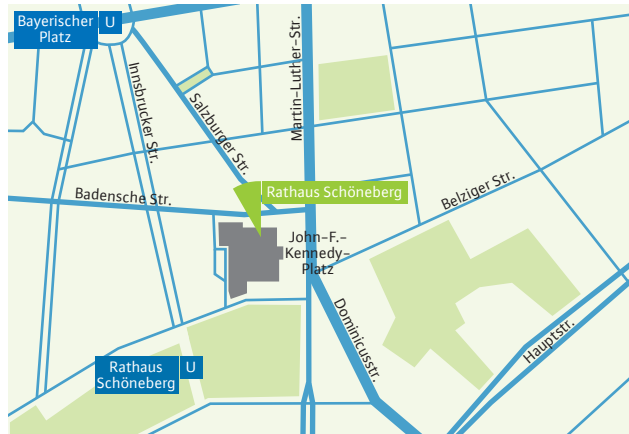 Bayerischer
Platz
U
Innsbrucker Str.
Salzburger Str.
Martin-Luther-Str.
Badensche Str.
Rathaus Schöneberg
Belziger Str.
John-F.-
Kennedy-
Platz
Dominicusstr.
Hauptstr.
Rathaus
Schöneberg
U